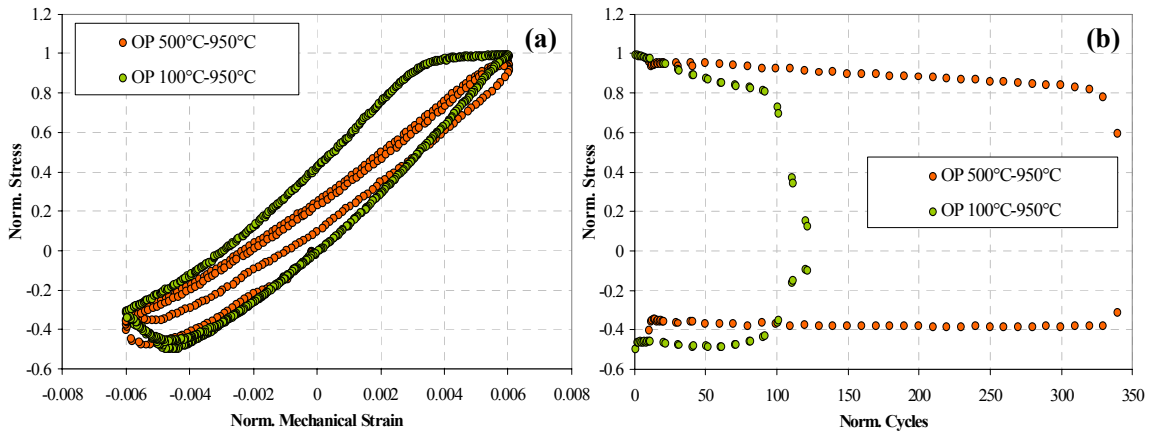 (a)
OP 500°C-950°C
OP 100°C-950°C
Norm. Stress
1.2
1
0.8
0.6
0.4
0.2
0
-0.2
-0.4
-0.6
-0.008 -0.006 -0.004 -0.002 0 0.002 0.004 0.006 0.008
Norm. Mechanical Strain
(b)
OP 500°C-950°C
OP 100°C-950°C
Norm. Stress
1.2
1
0.8
0.6
0.4
0.2
0
-0.2
-0.4
-0.6
0 50 100 150 200 250 300 350
Norm. Cycles